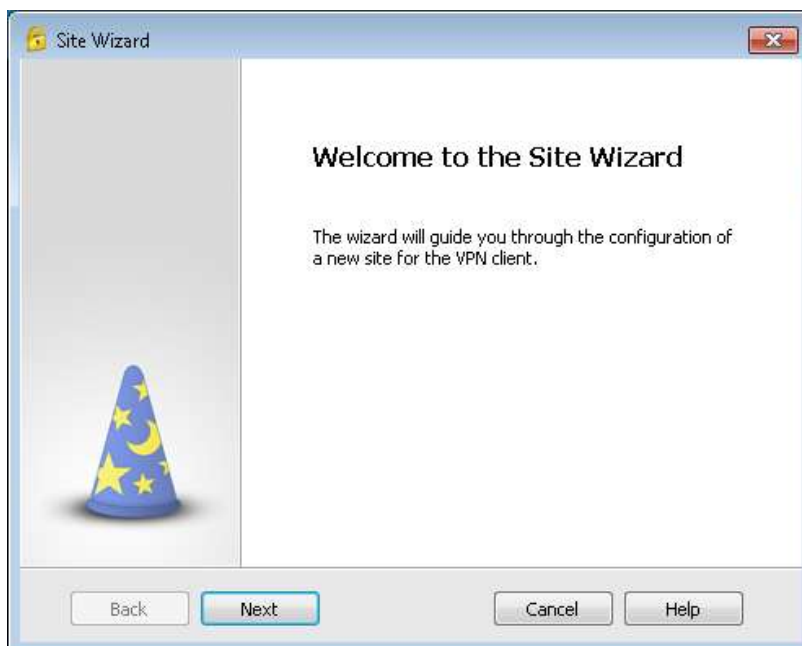 Site Wizard
Welcome to the Site Wizard
The wizard will guide you through the configuration of
a new site for the VPN client.
Back Next Cancel Help